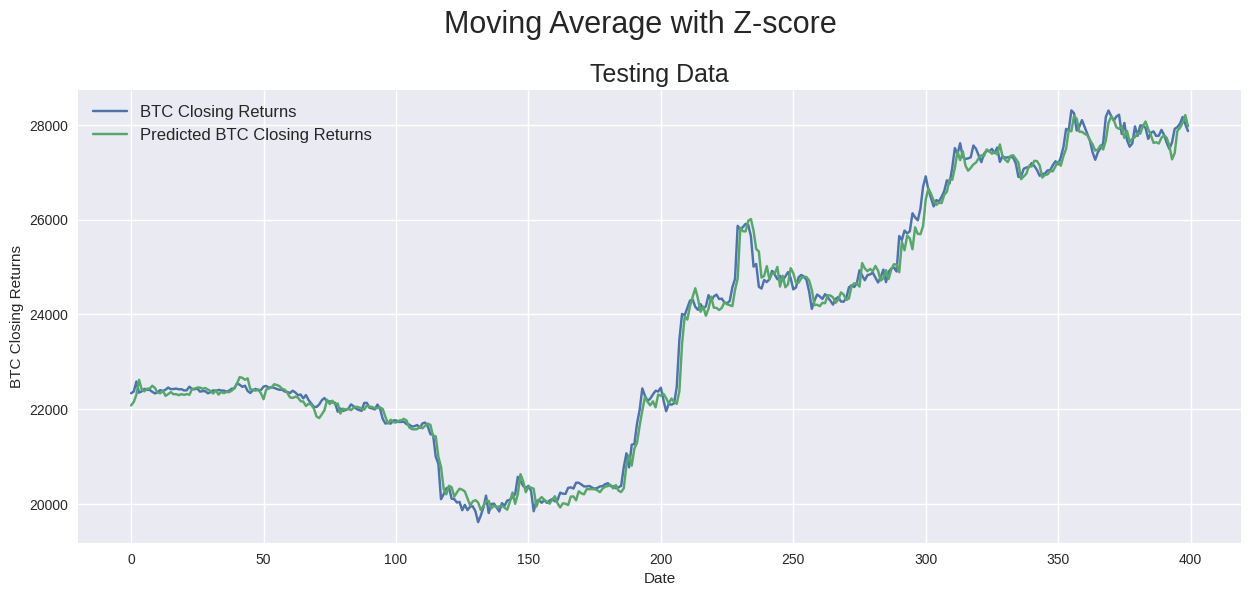 Moving Average with Z-score
Testing Data
BTC Closing Returns
Predicted BTC Closing Returns
BTC Closing Returns
28000
26000
24000
22000
20000
0 50 100 150 200 250 300 350 400
Date